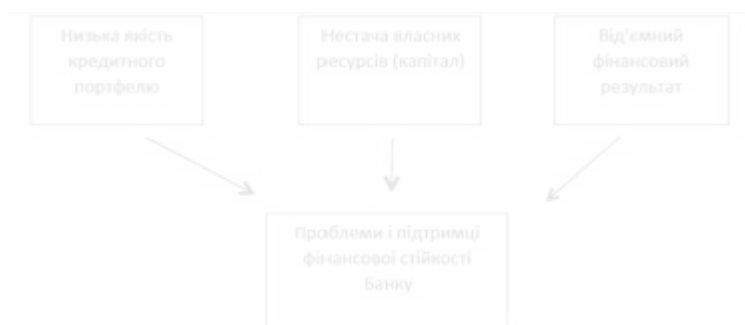 Низька якість
кредитного
портфелю
Нестача власних
ресурсів (капітал)
Від'ємний
фінансовий
результат
Проблеми і підтримці
фінансової стійкості
Банку